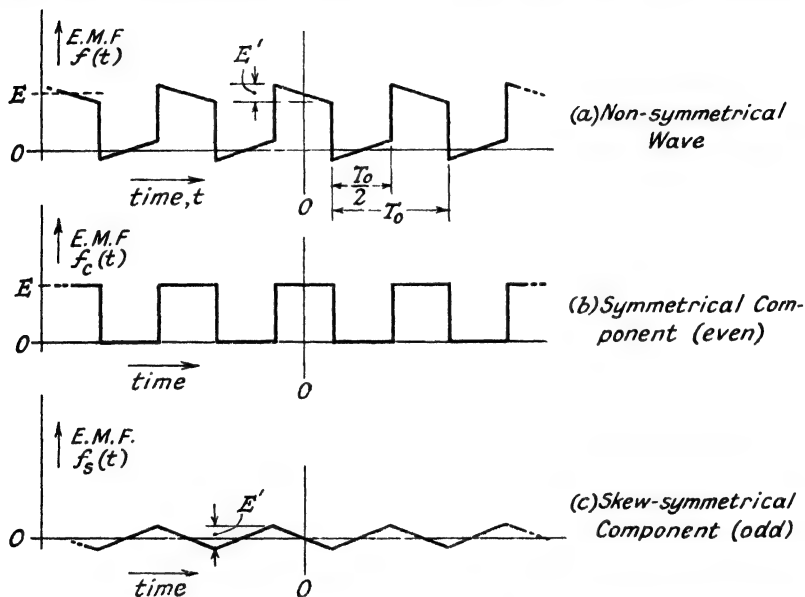 E.M.F
f(t)
E'
E
0
time, t
0
T₀/2
T₀
(a) Non-symmetrical
Wave
E.M.F
f_c(t)
E
0
time
0
(b) Symmetrical Com-
ponent (even)
E.M.F.
f_s(t)
E'
0
time
0
(c) Skew-symmetrical
Component (odd)